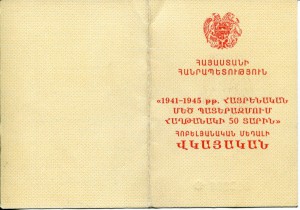 ՀԱՅԱՍՏԱՆԻ
ՀԱՆՐԱՊԵՏՈՒԹՅՈՒՆ
«1941-1945 թթ. ՀԱՅՐԵՆԱԿԱՆ
ՄԵԾ ՊԱՏԵՐԱԶՄՈՒՄ
ՀԱՂԹԱՆԱԿԻ 50 ՏԱՐԻՆ»
ՀՈԲԵԼՅԱՆԱԿԱՆ ՄԵԴԱԼԻ
ՎԿԱՅԱԿԱՆ